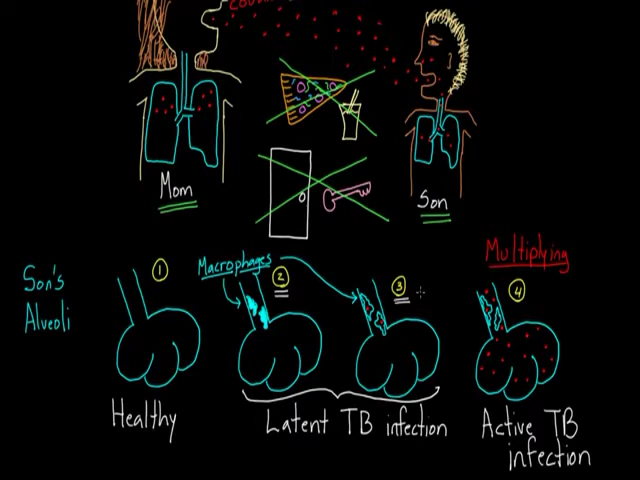 Mom
Son
Multiplying
Son's
Alveoli
Macrophages
1
2
3
4
Healthy
Latent TB infection
Active TB
infection